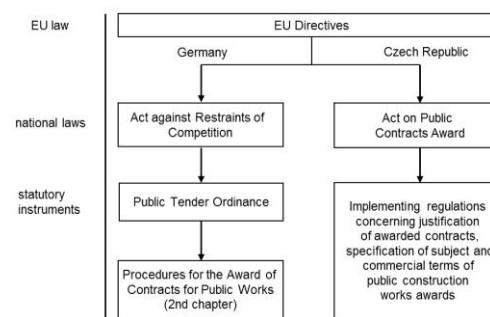 EU law
EU Directives
Germany
Czech Republic
national laws
Act against Restraints of
Competition
Act on Public
Contracts Award
statutory
instruments
Public Tender Ordinance
Implementing regulations
concerning justification
of awarded contracts,
specification of subject and
commercial terms of
public construction
works awards
Procedures for the Award of
Contracts for Public Works
(2nd chapter)